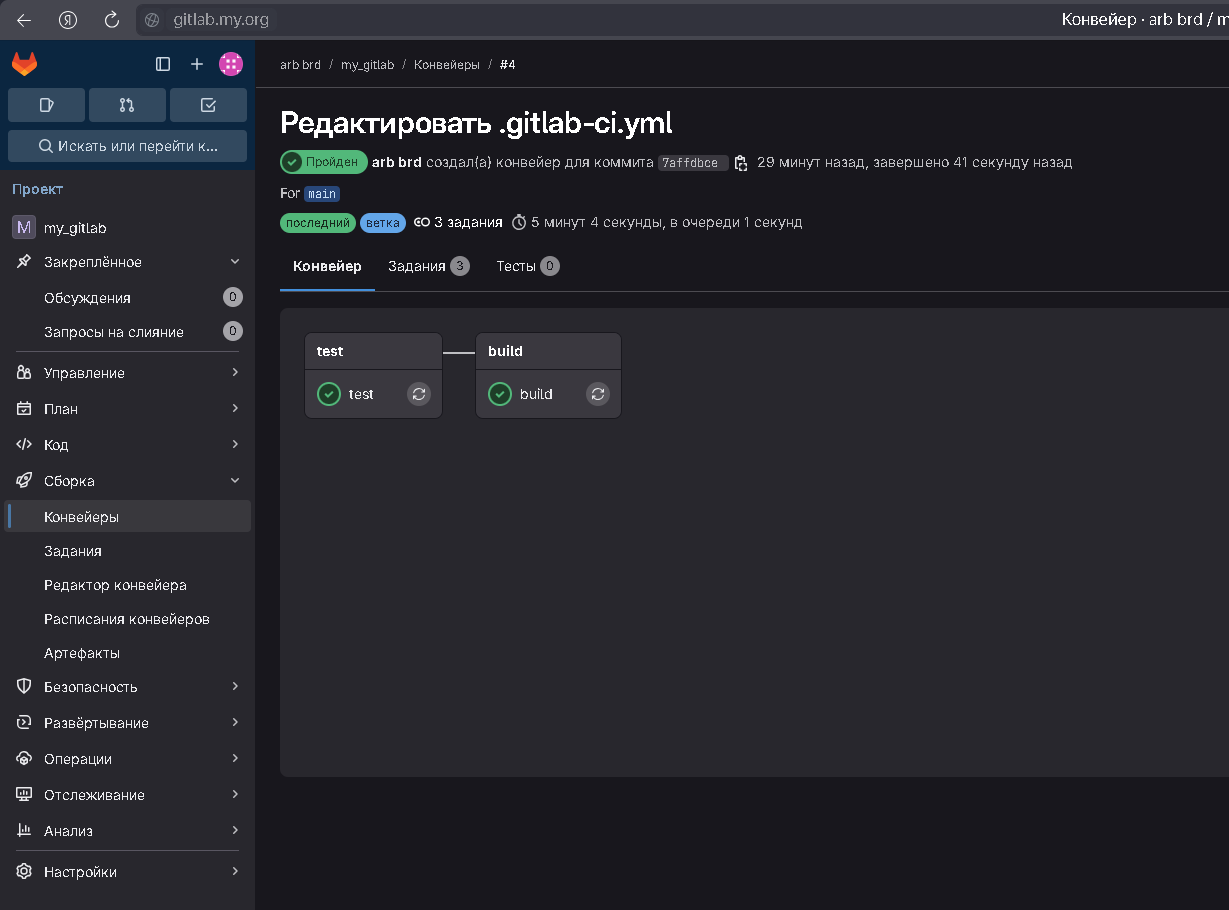 gitlab.my.org
Конвейер · arb brd / m
Искать или перейти к...
Проект
M my_gitlab
Закреплённое
Обсуждения 0
Запросы на слияние 0
Управление
План
Код
Сборка
Конвейеры
Задания
Редактор конвейера
Расписания конвейеров
Артефакты
Безопасность
Развёртывание
Операции
Отслеживание
Анализ
Настройки
arb brd / my_gitlab / Конвейеры / #4
Редактировать .gitlab-ci.yml
Пройден arb brd создал(а) конвейер для коммита 7affdbce 29 минут назад, завершено 41 секунду назад
For main
последний ветка 3 задания 5 минут 4 секунды, в очереди 1 секунд
Конвейер Задания 3 Тесты 0
test build
test build